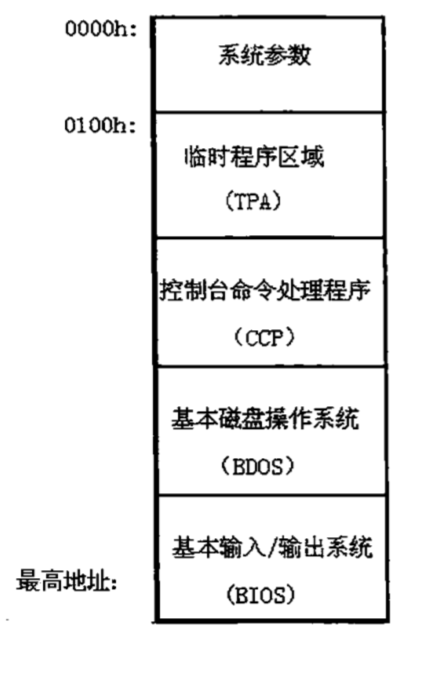 0000h:
系统参数
0100h:
临时程序区域
（TPA）
控制台命令处理程序
（CCP）
基本磁盘操作系统
（BDOS）
基本输入/输出系统
最高地址：
（BIOS）